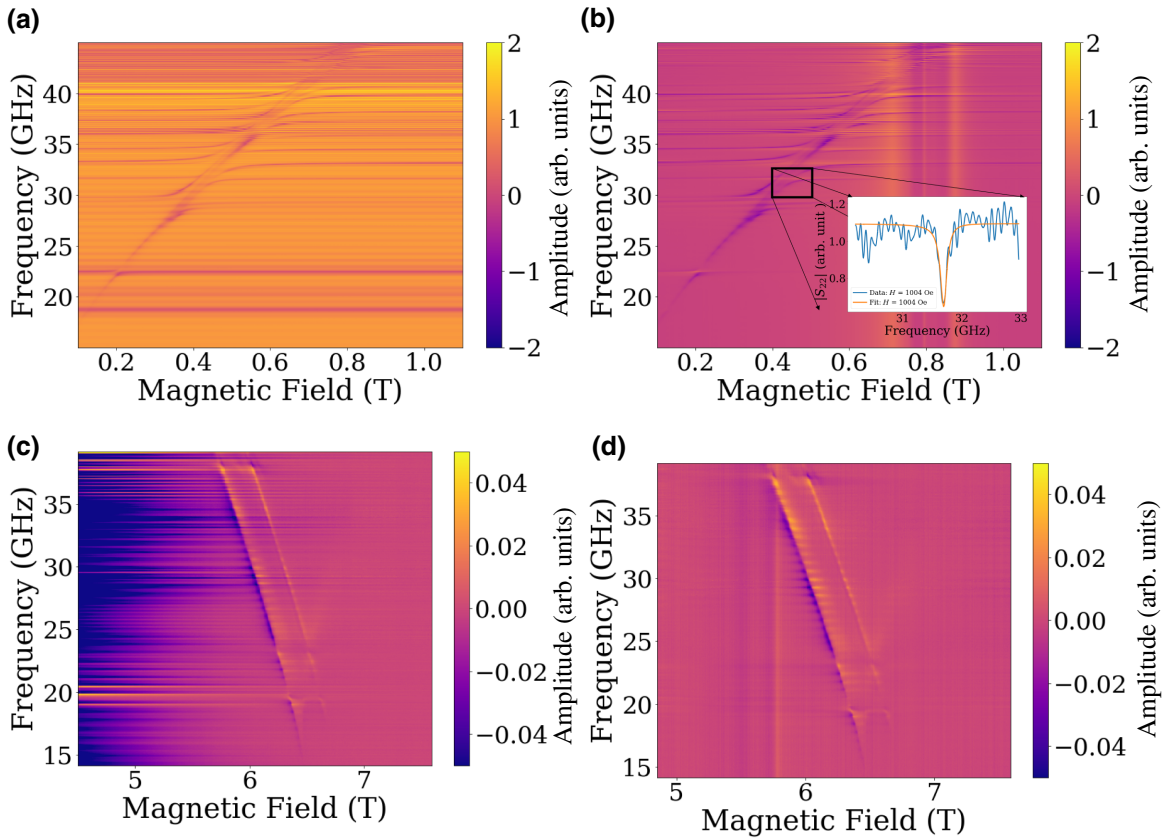 (a)
(b)
Frequency (GHz)
40
35
30
25
20
0.2 0.4 0.6 0.8 1.0
Magnetic Field (T)
2
1
0
−1
−2
Amplitude (arb. units)
Frequency (GHz)
40
35
30
25
20
0.2 0.4 0.6 0.8 1.0
Magnetic Field (T)
|S22| (arb. unit )
1.2
1.0
0.8
Data: H = 1004 Oe
Fit: H = 1004 Oe
31 32 33
Frequency (GHz)
2
1
0
−1
−2
Amplitude (arb. units)
(c)
(d)
Frequency (GHz)
35
30
25
20
15
5 6 7
Magnetic Field (T)
0.04
0.02
0.00
−0.02
−0.04
Amplitude (arb. units)
Frequency (GHz)
35
30
25
20
15
5 6 7
Magnetic Field (T)
0.04
0.02
0.00
−0.02
−0.04
Amplitude (arb. units)